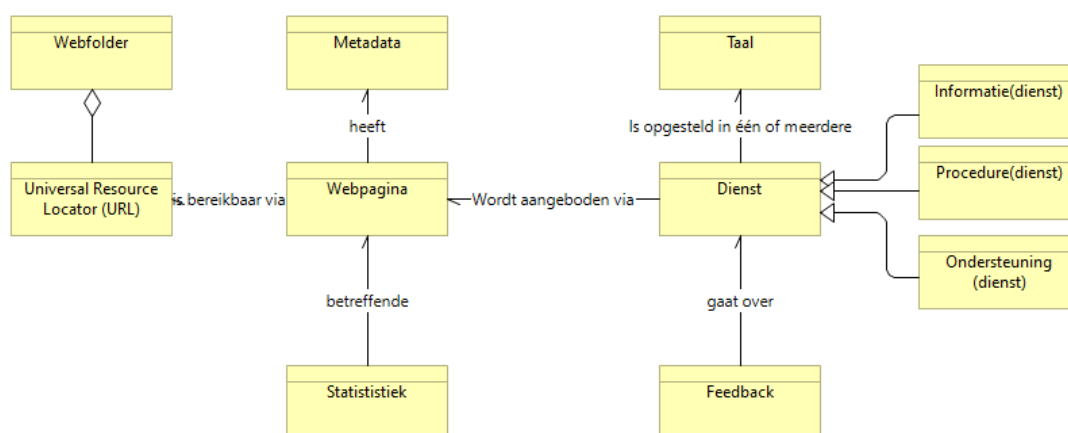 Webfolder
Metadata
Taal
Informatie(dienst)
heeft
Is opgesteld in één of meerdere
Universal Resource
Locator (URL)
is bereikbaar via
Webpagina
Wordt aangeboden via
Dienst
Procedure(dienst)
Ondersteuning
(dienst)
betreffende
gaat over
Statististiek
Feedback